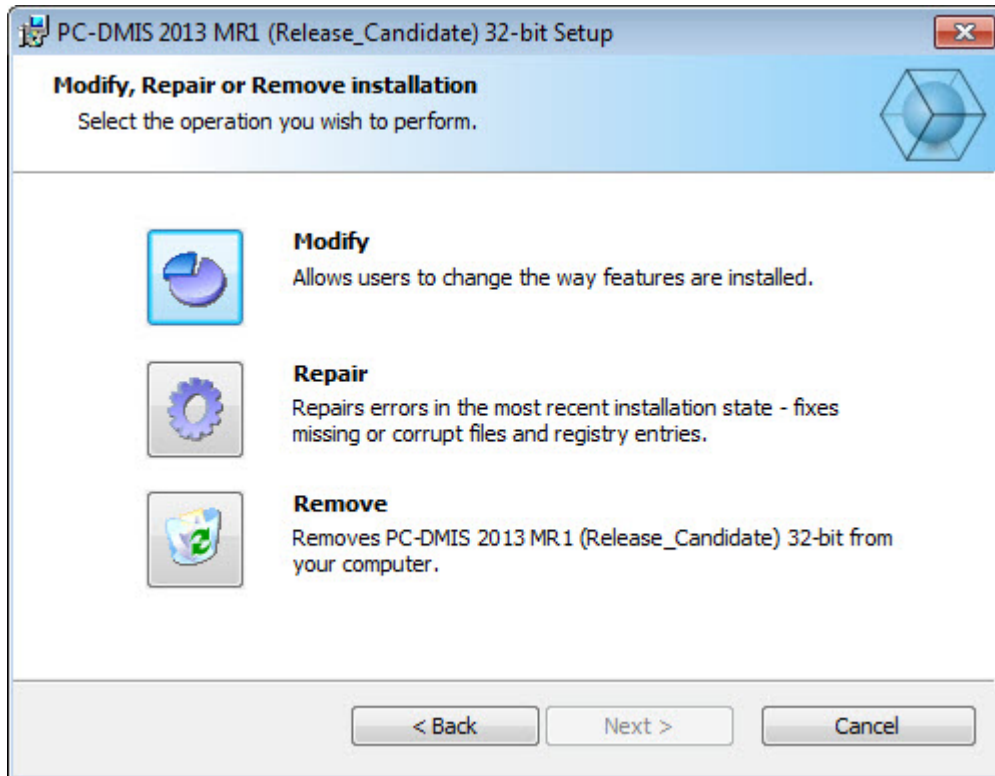 PC-DMIS 2013 MR1 (Release_Candidate) 32-bit Setup
Modify, Repair or Remove installation
Select the operation you wish to perform.
Modify
Allows users to change the way features are installed.
Repair
Repairs errors in the most recent installation state - fixes
missing or corrupt files and registry entries.
Remove
Removes PC-DMIS 2013 MR1 (Release_Candidate) 32-bit from
your computer.
< Back
Next >
Cancel